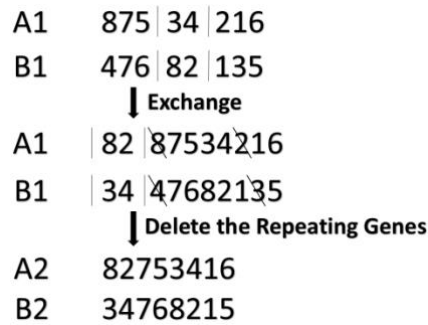 A1 875 34 216
B1 476 82 135
Exchange
A1 82 87534216
B1 34 47682135
Delete the Repeating Genes
A2 82753416
B2 34768215